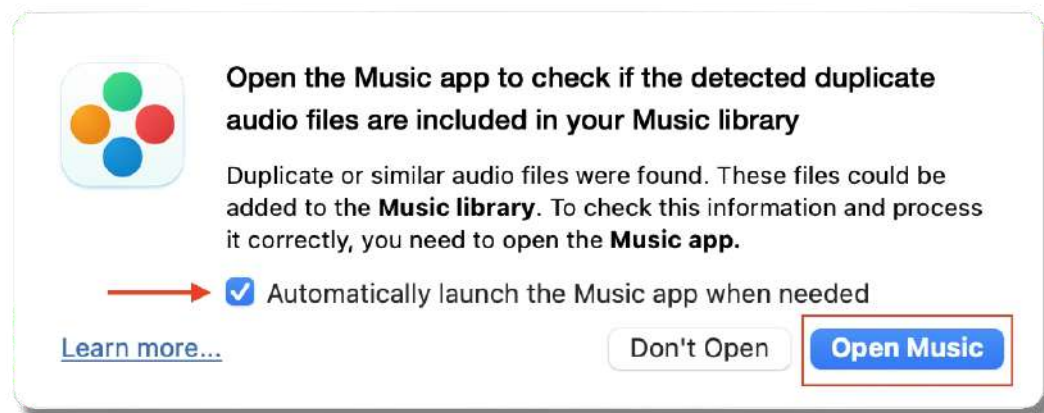 Open the Music app to check if the detected duplicate
audio files are included in your Music library
Duplicate or similar audio files were found. These files could be
added to the Music library. To check this information and process
it correctly, you need to open the Music app.
Automatically launch the Music app when needed
Learn more...
Don't Open
Open Music